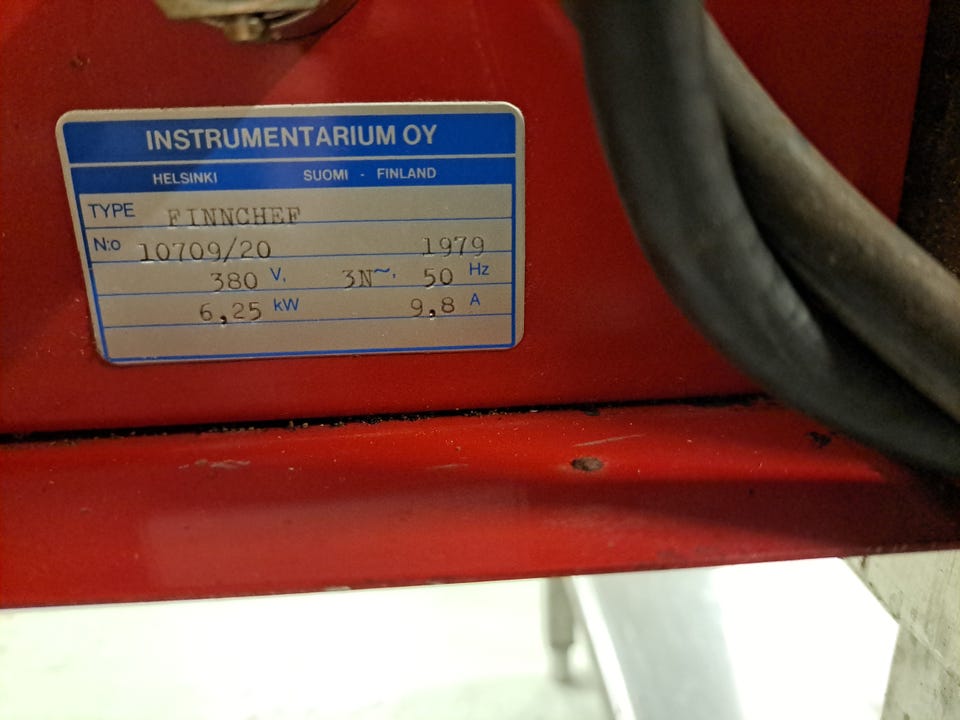 INSTRUMENTARIUM OY
HELSINKI SUOMI - FINLAND
TYPE FINNCHEF
N:o 10709/20 1979
380 V, 3N~, 50 Hz
6,25 kW 9,8 A